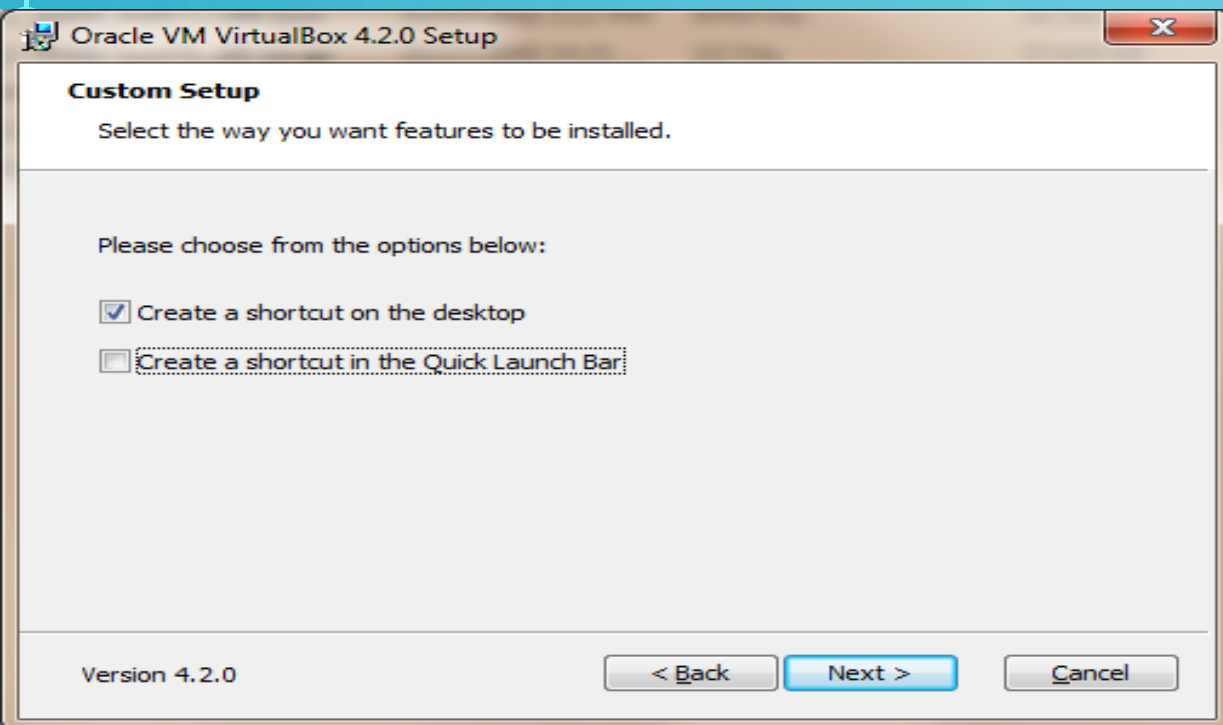 Oracle VM VirtualBox 4.2.0 Setup
Custom Setup
Select the way you want features to be installed.
Please choose from the options below:
Create a shortcut on the desktop
Create a shortcut in the Quick Launch Bar
Version 4.2.0
< Back
Next >
Cancel